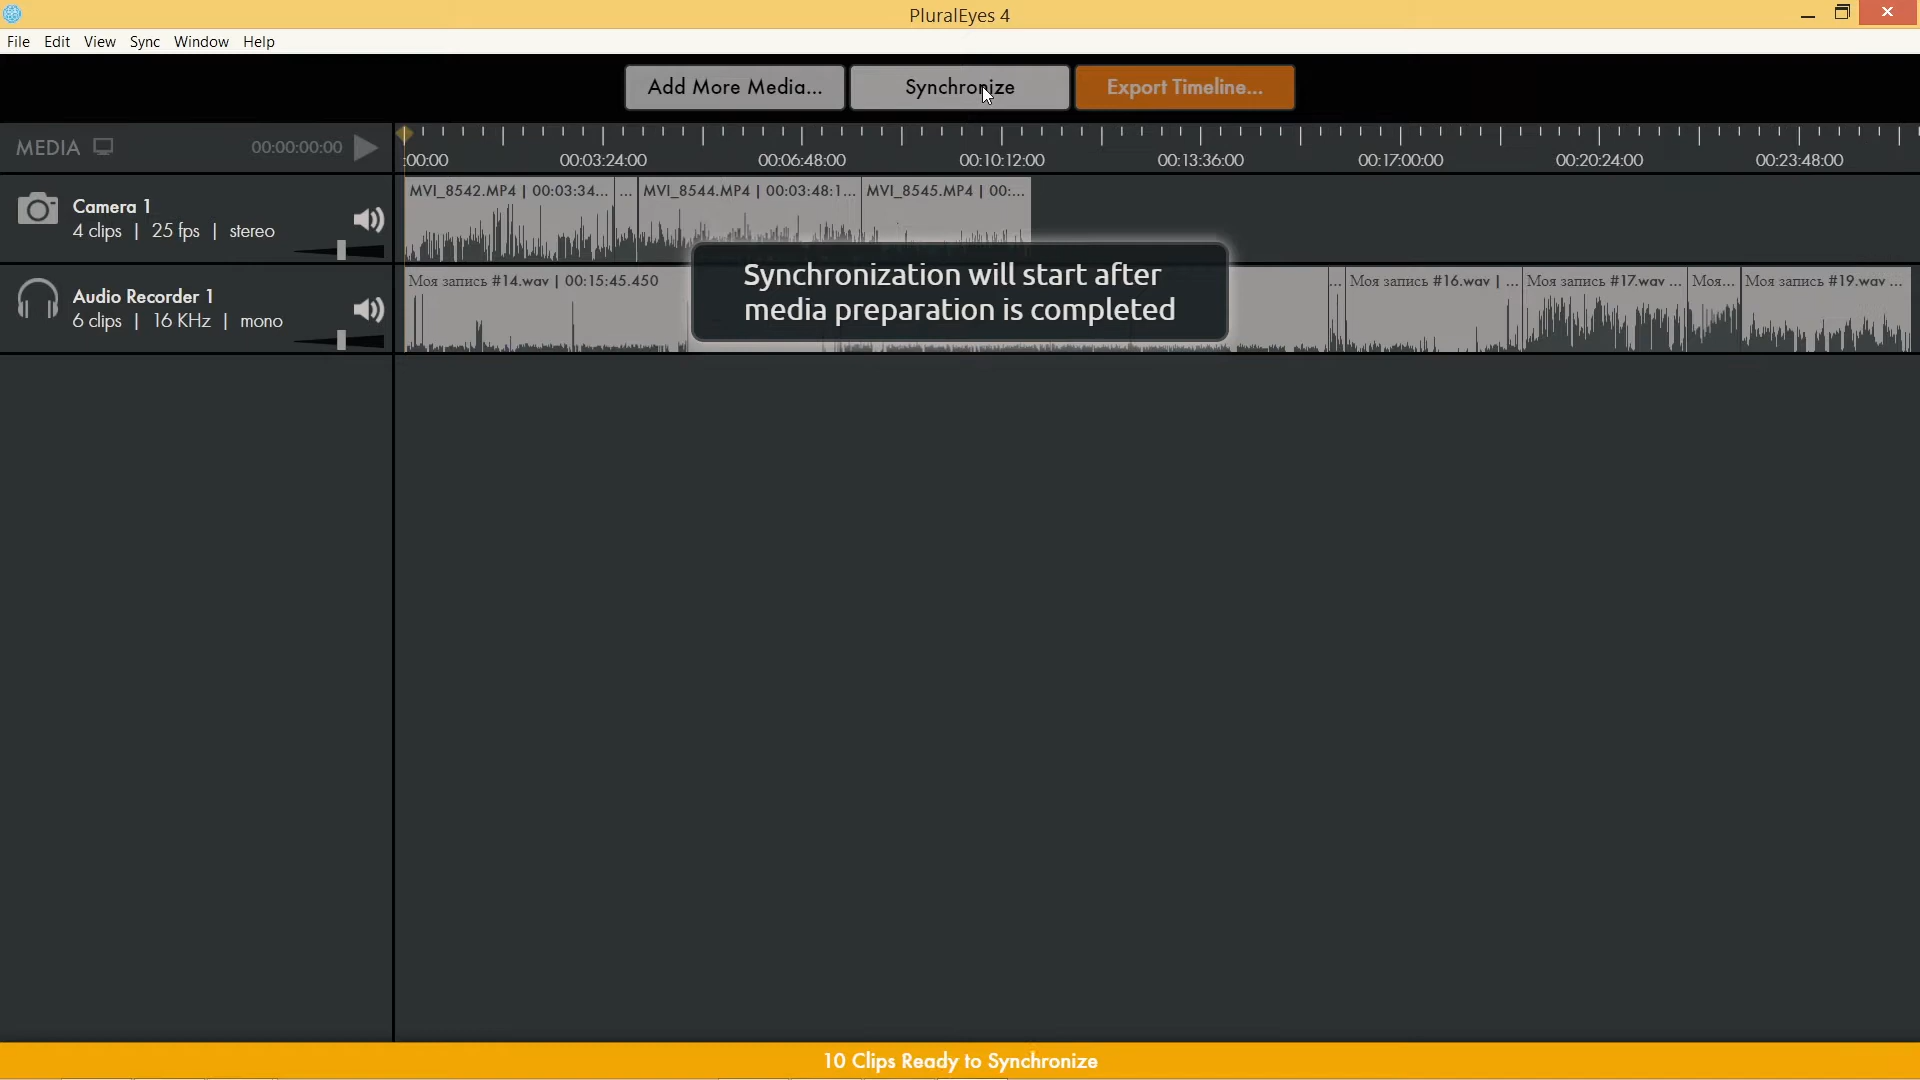 PluralEyes 4
File Edit View Sync Window Help
Add More Media... Synchronize Export Timeline...
MEDIA 00:00:00:00
:00:00 00:03:24:00 00:06:48:00 00:10:12:00 00:13:36:00 00:17:00:00 00:20:24:00 00:23:48:00
Camera 1
4 clips | 25 fps | stereo
MVI_8542.MP4 | 00:03:34... ... MVI_8544.MP4 | 00:03:48:1... MVI_8545.MP4 | 00:...
Audio Recorder 1
6 clips | 16 KHz | mono
Моя запись #14.wav | 00:15:45.450 ... Моя запись #16.wav | ... Моя запись #17.wav ... Моя... Моя запись #19.wav ...
Synchronization will start after
media preparation is completed
10 Clips Ready to Synchronize